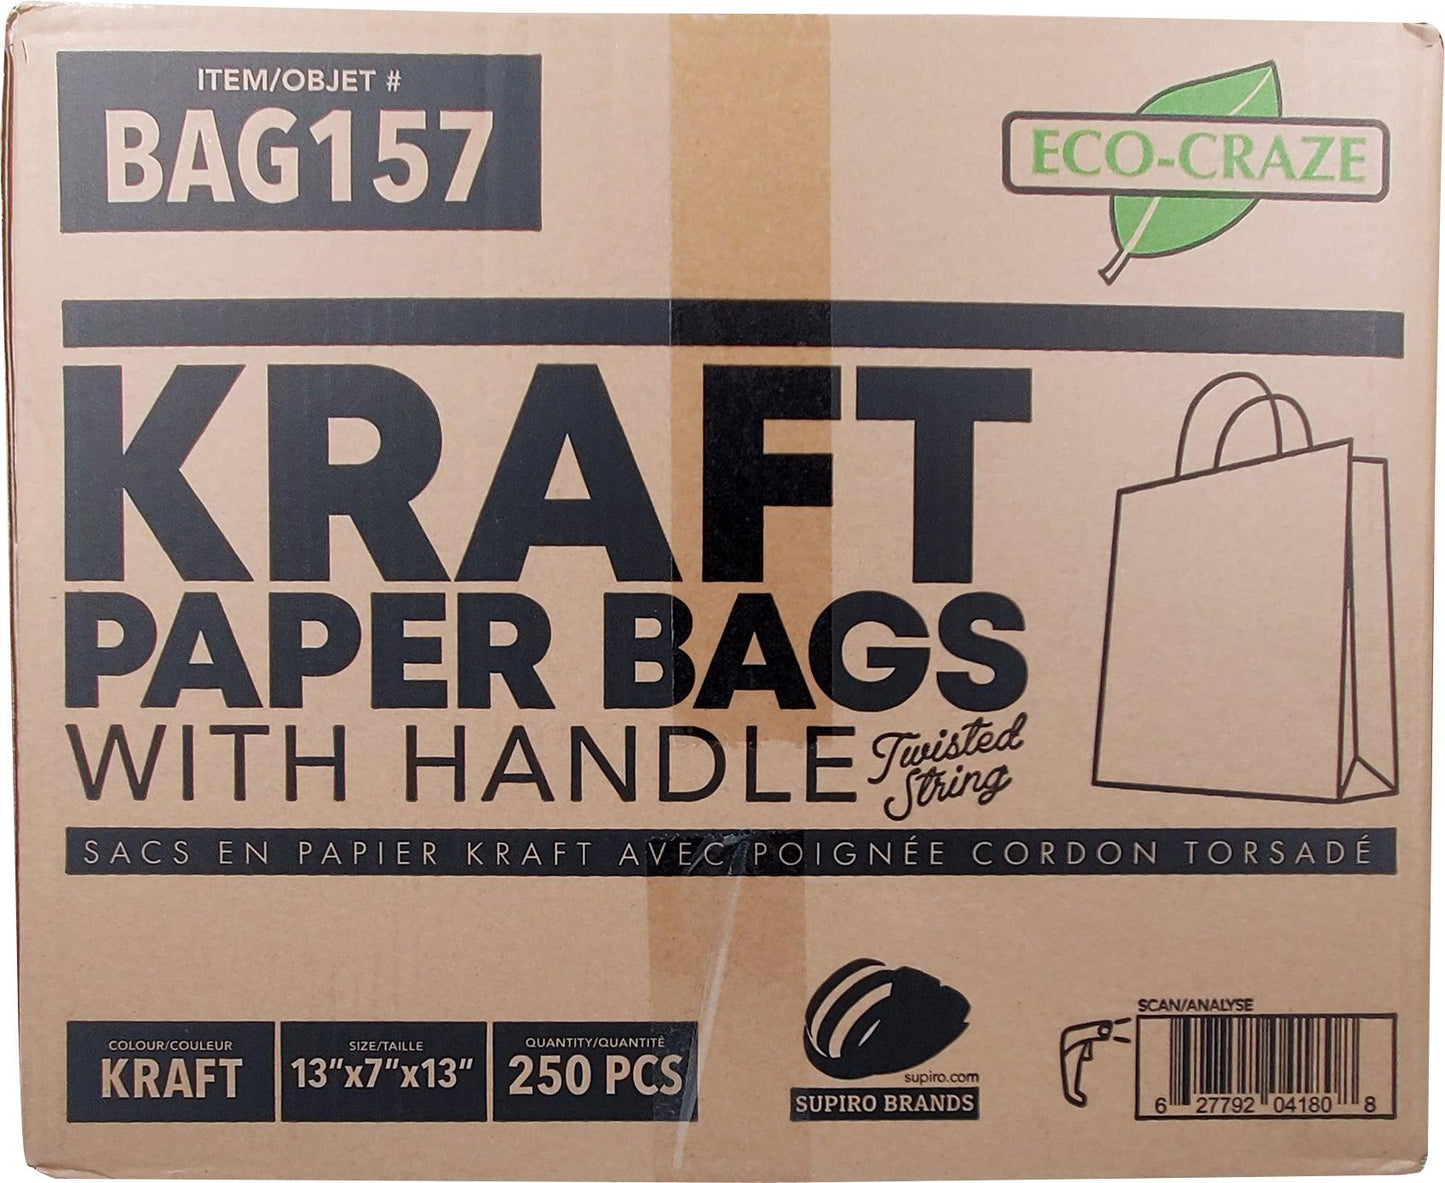 ITEM/OBJET #
BAG157
ECO-CRAZE
KRAFT
PAPER BAGS
WITH HANDLE
Twisted
String
SACS EN PAPIER KRAFT AVEC POIGNÉE CORDON TORSADÉ
COLOUR/COULEUR
KRAFT
SIZE/TAILLE
13"x7"x13"
QUANTITY/QUANTITÉ
250 PCS
supiro.com
SUPIRO BRANDS
SCAN/ANALYSE
6 27792 04180 8